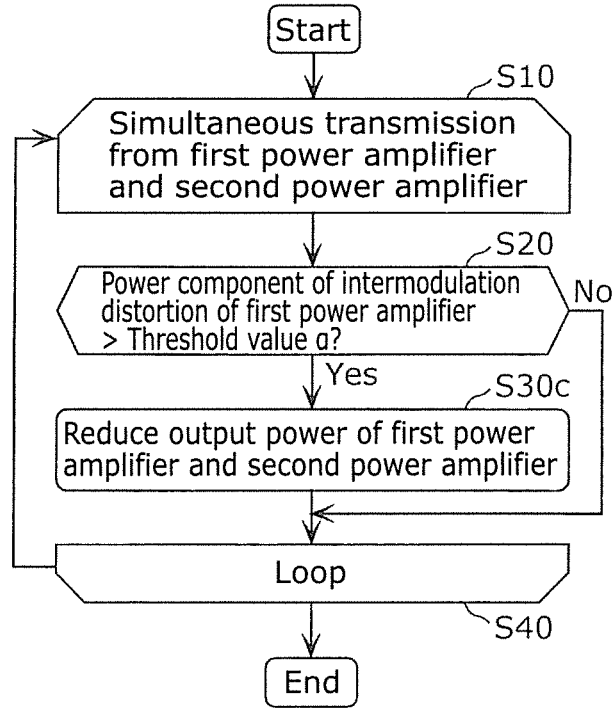 Start
S10
Simultaneous transmission
from first power amplifier
and second power amplifier
S20
Power component of intermodulation
distortion of first power amplifier
> Threshold value α?
No
Yes
S30c
Reduce output power of first power
amplifier and second power amplifier
Loop
S40
End